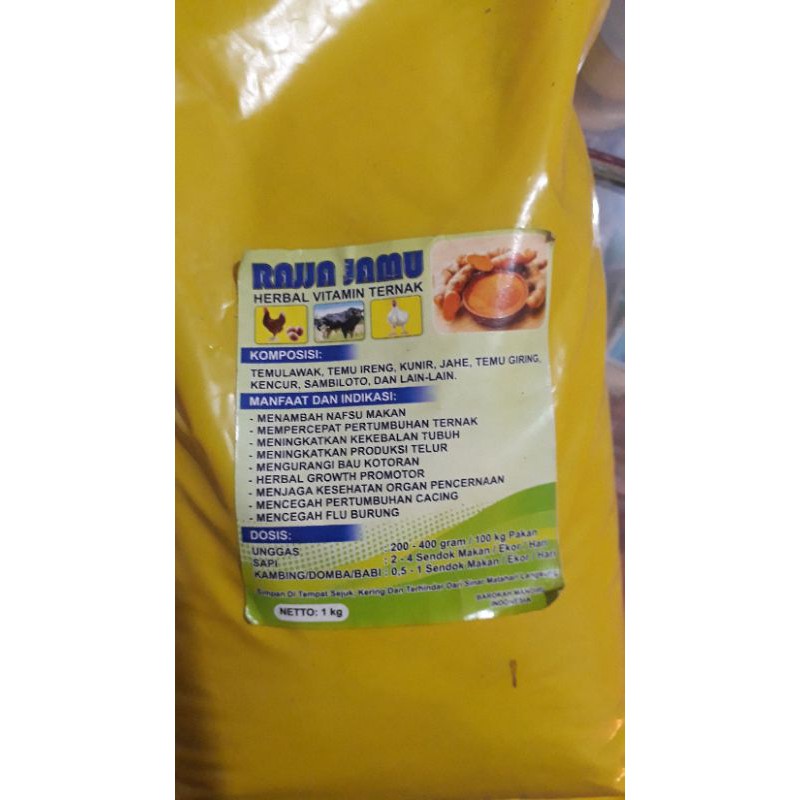 RAJJA JAMU
HERBAL VITAMIN TERNAK
KOMPOSISI:
TEMULAWAK, TEMU IRENG, KUNIR, JAHE, TEMU GIRING,
KENCUR, SAMBILOTO, DAN LAIN-LAIN.
MANFAAT DAN INDIKASI:
- MENAMBAH NAFSU MAKAN
- MEMPERCEPAT PERTUMBUHAN TERNAK
- MENINGKATKAN KEKEBALAN TUBUH
- MENINGKATKAN PRODUKSI TELUR
- MENGURANGI BAU KOTORAN
- HERBAL GROWTH PROMOTOR
- MENJAGA KESEHATAN ORGAN PENCERNAAN
- MENCEGAH PERTUMBUHAN CACING
- MENCEGAH FLU BURUNG
DOSIS:
UNGGAS : 200 - 400 gram / 100 kg Pakan
SAPI : 2 - 4 Sendok Makan / Ekor / Hari
KAMBING/DOMBA/BABI : 0,5 - 1 Sendok Makan / Ekor / Hari
Simpan Di Tempat Sejuk, Kering Dan Terhindar Dari Sinar Matahari Langsung
BAROKAH MANDIRI
INDONESIA
NETTO: 1 kg